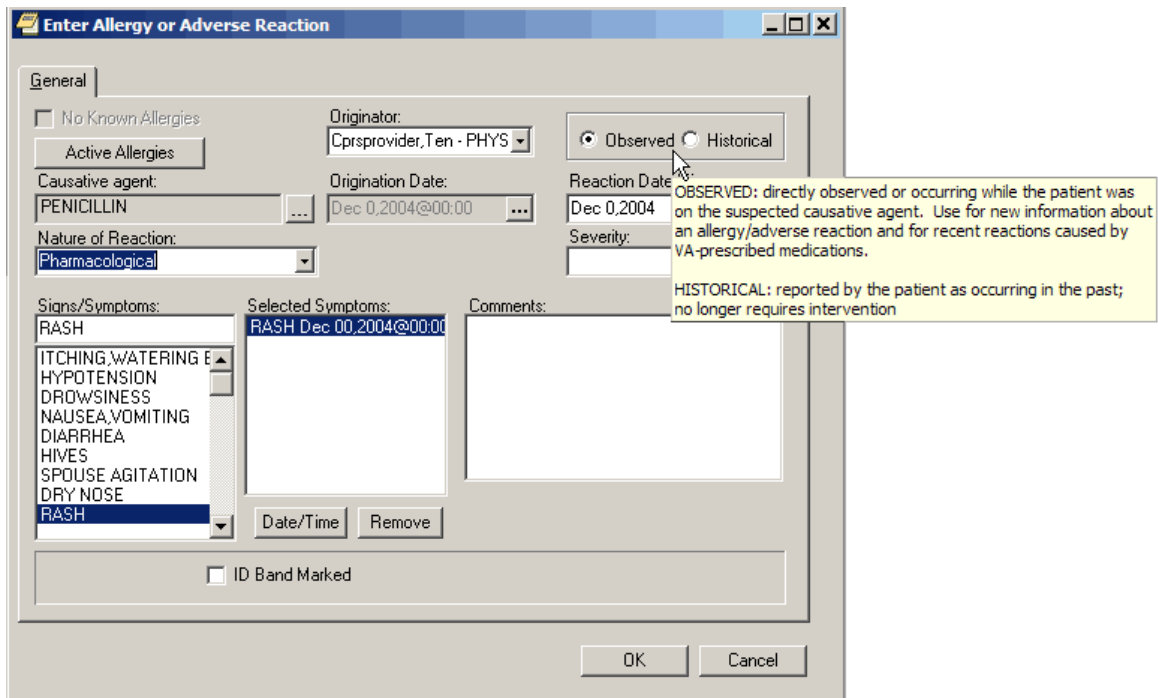 Enter Allergy or Adverse Reaction
General
No Known Allergies
Active Allergies
Originator:
Cprsprovider,Ten - PHYS
Observed
Historical
Causative agent:
PENICILLIN
...
Origination Date:
Dec 0,2004@00:00
...
Reaction Date
Dec 0,2004
Nature of Reaction:
Pharmacological
Severity:
OBSERVED: directly observed or occurring while the patient was
on the suspected causative agent. Use for new information about
an allergy/adverse reaction and for recent reactions caused by
VA-prescribed medications.
HISTORICAL: reported by the patient as occurring in the past;
no longer requires intervention
Signs/Symptoms:
RASH
ITCHING,WATERING E
HYPOTENSION
DROWSINESS
NAUSEA,VOMITING
DIARRHEA
HIVES
SPOUSE AGITATION
DRY NOSE
RASH
Selected Symptoms:
RASH Dec 00,2004@00:00
Date/Time
Remove
Comments:
ID Band Marked
OK
Cancel